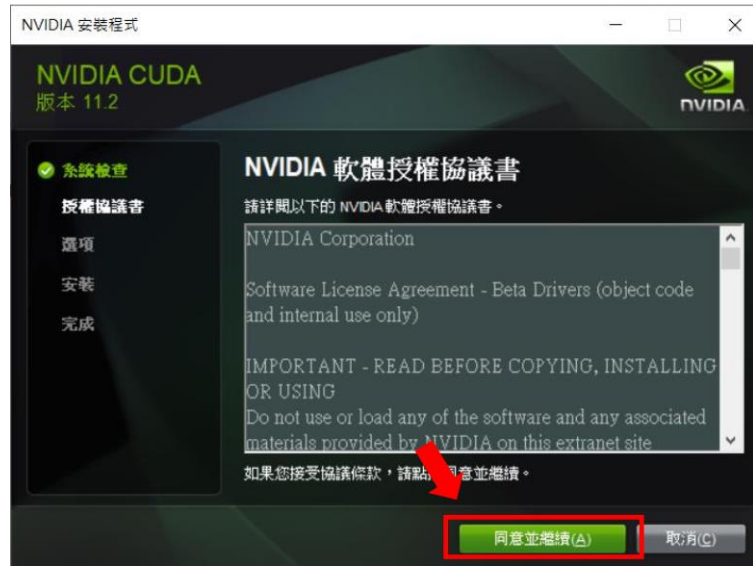 NVIDIA 安裝程式
NVIDIA CUDA
版本 11.2
NVIDIA
系統檢查
授權協議書
選項
安裝
完成
NVIDIA 軟體授權協議書
請詳閱以下的 NVIDIA 軟體授權協議書。
NVIDIA Corporation
Software License Agreement - Beta Drivers (object code
and internal use only)
IMPORTANT - READ BEFORE COPYING, INSTALLING
OR USING
Do not use or load any of the software and any associated
materials provided by NVIDIA on this extranet site
如果您接受協議條款，請點 同意並繼續。
同意並繼續(A)
取消(C)